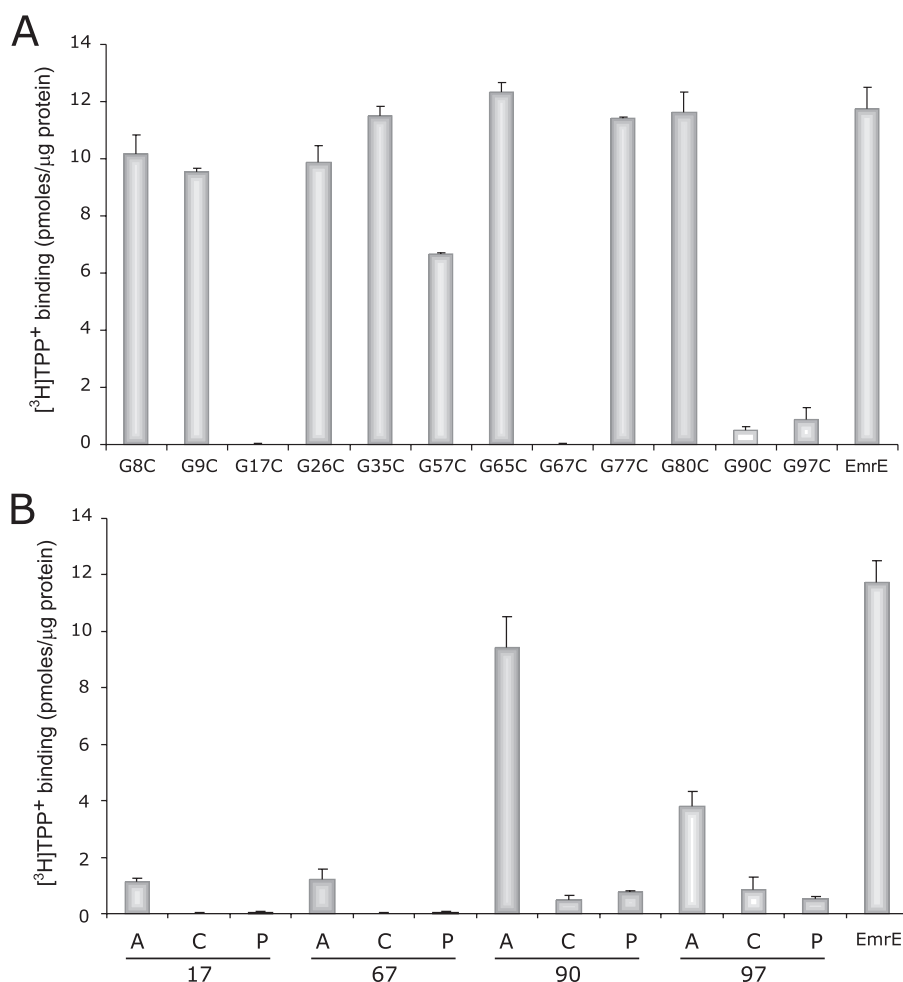 A
[³H]TPP⁺ binding (pmoles/µg protein)
14
12
10
8
6
4
2
0
G8C G9C G17C G26C G35C G57C G65C G67C G77C G80C G90C G97C EmrE
B
[³H]TPP⁺ binding (pmoles/µg protein)
14
12
10
8
6
4
2
0
A C P A C P A C P A C P EmrE
17 67 90 97